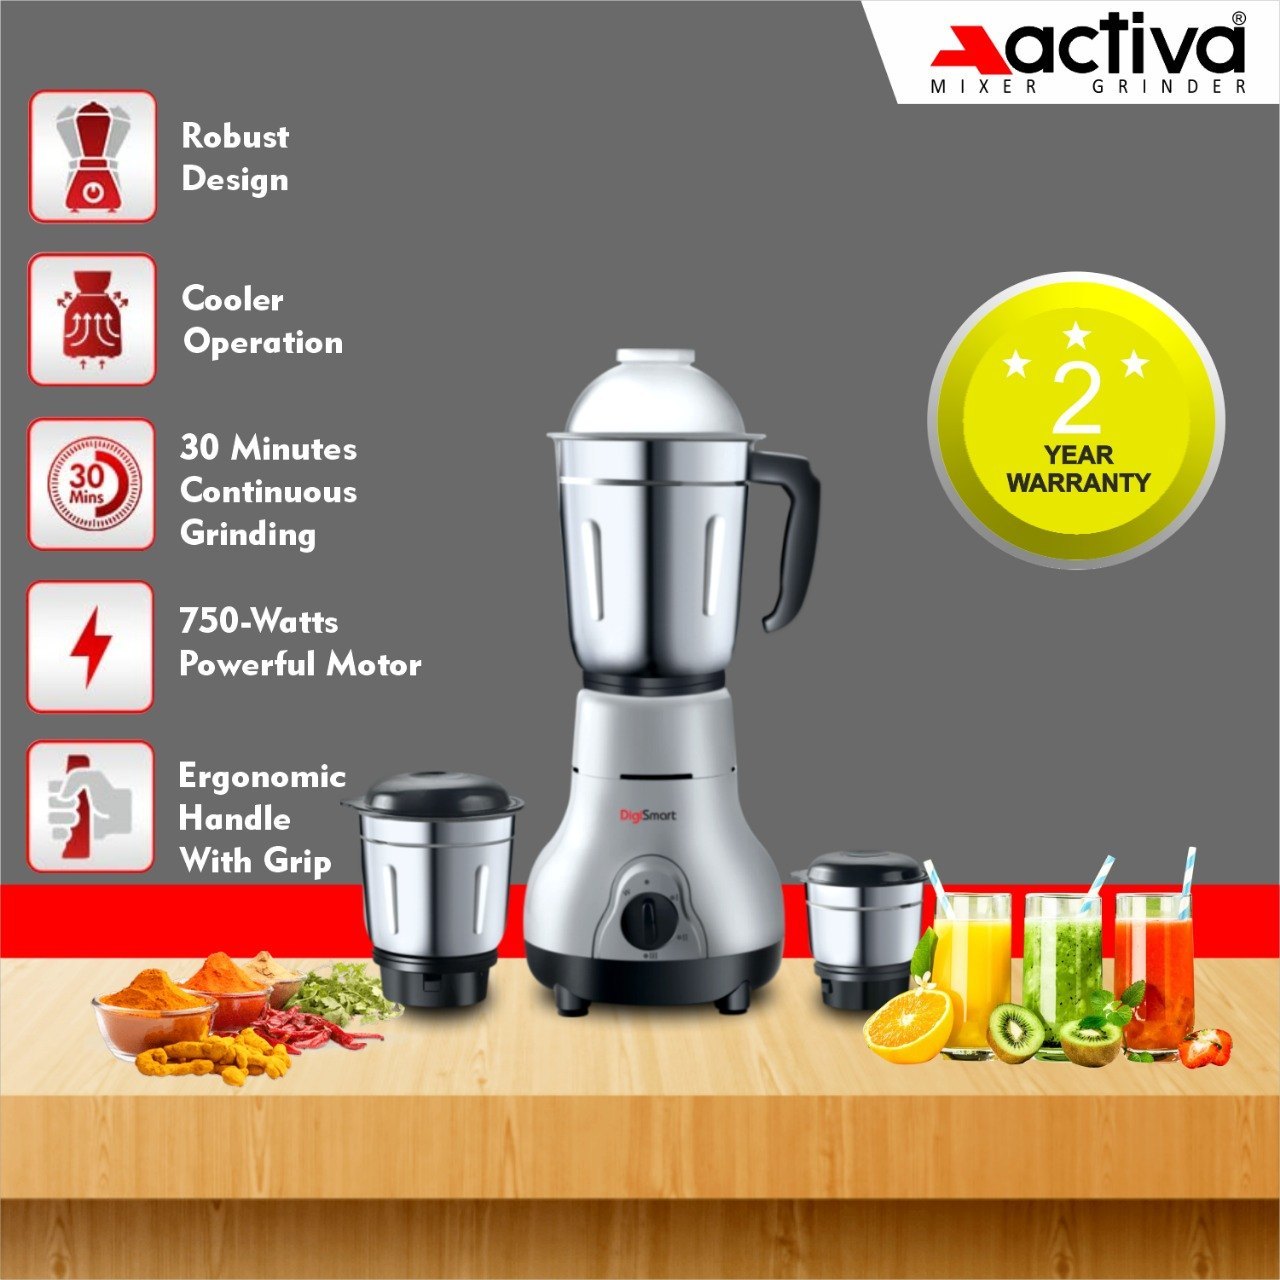 activa®
MIXER GRINDER
Robust
Design
Cooler
Operation
30
Mins
30 Minutes
Continuous
Grinding
750-Watts
Powerful Motor
Ergonomic
Handle
With Grip
2
YEAR
WARRANTY
DigiSmart